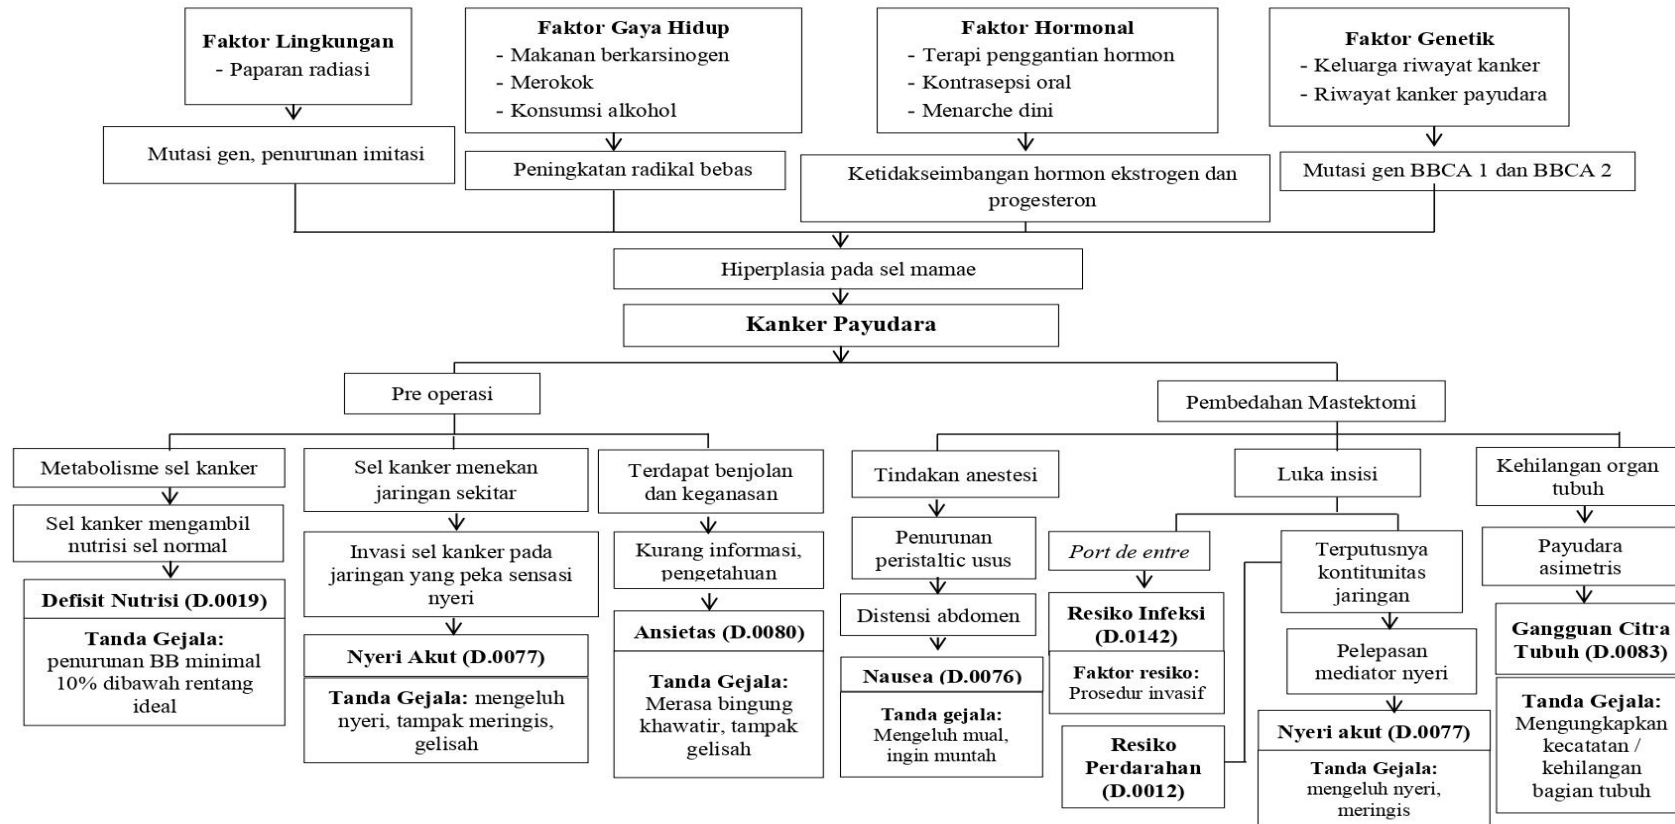 Faktor Lingkungan
- Paparan radiasi
Faktor Gaya Hidup
- Makanan berkarsinogen
- Merokok
- Konsumsi alkohol
Faktor Hormonal
- Terapi penggantian hormon
- Kontrasepsi oral
- Menarche dini
Faktor Genetik
- Keluarga riwayat kanker
- Riwayat kanker payudara
Mutasi gen, penurunan imitasi
Peningkatan radikal bebas
Ketidakseimbangan hormon ekstrogen dan
progesteron
Mutasi gen BBCA 1 dan BBCA 2
Hiperplasia pada sel mamae
Kanker Payudara
Pre operasi
Pembedahan Mastektomi
Metabolisme sel kanker
Sel kanker mengambil
nutrisi sel normal
Defisit Nutrisi (D.0019)
Tanda Gejala:
penurunan BB minimal
10% dibawah rentang
ideal
Sel kanker menekan
jaringan sekitar
Invasi sel kanker pada
jaringan yang peka sensasi
nyeri
Nyeri Akut (D.0077)
Tanda Gejala: mengeluh
nyeri, tampak meringis,
gelisah
Terdapat benjolan
dan keganasan
Kurang informasi,
pengetahuan
Ansietas (D.0080)
Tanda Gejala:
Merasa bingung
khawatir, tampak
gelisah
Tindakan anestesi
Penurunan
peristaltic usus
Distensi abdomen
Nausea (D.0076)
Tanda gejala:
Mengeluh mual,
ingin muntah
Luka insisi
Port de entre
Resiko Infeksi
(D.0142)
Faktor resiko:
Prosedur invasif
Resiko
Perdarahan
(D.0012)
Terputusnya
kontitunitas
jaringan
Pelepasan
mediator nyeri
Nyeri akut (D.0077)
Tanda Gejala:
mengeluh nyeri,
meringis
Kehilangan organ
tubuh
Payudara
asimetris
Gangguan Citra
Tubuh (D.0083)
Tanda Gejala:
Mengungkapkan
kecatatan /
kehilangan
bagian tubuh